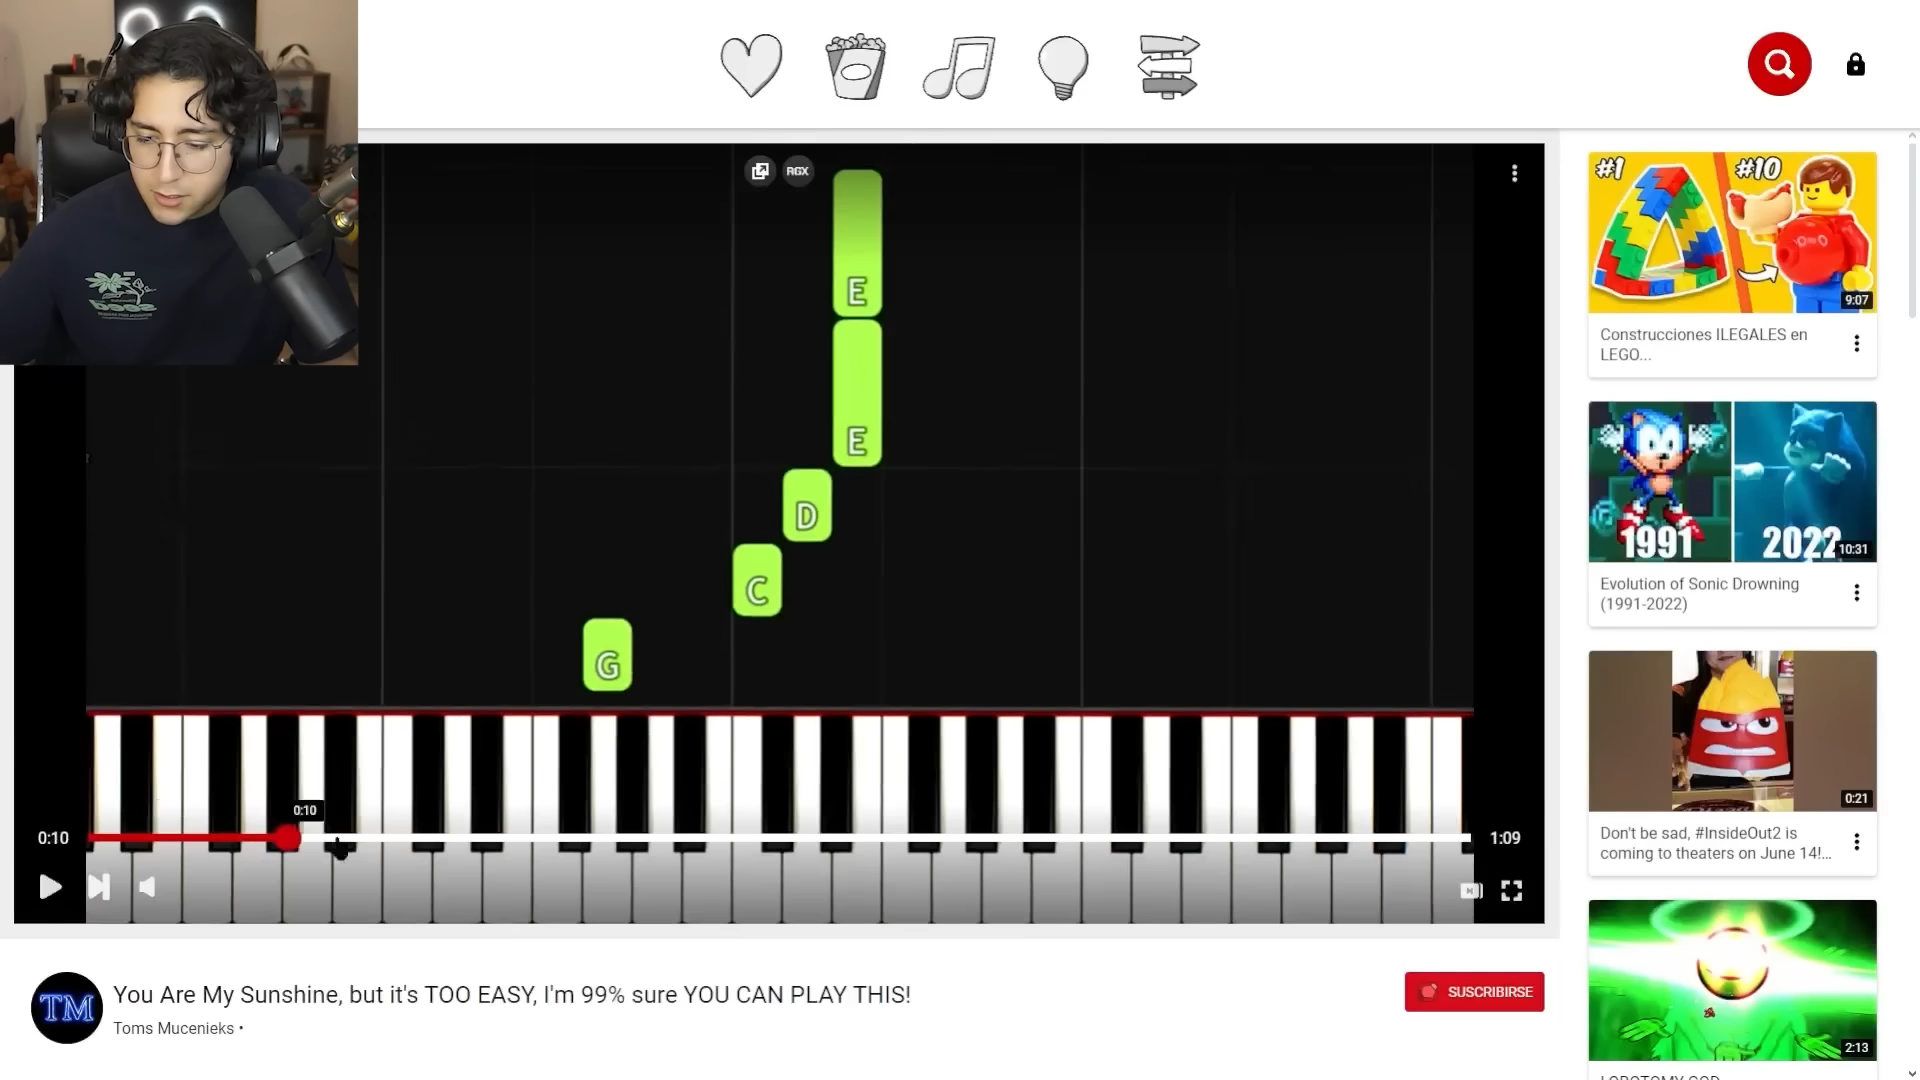 RGX
E
E
D
C
G
0:10
0:10
1:09
TM
You Are My Sunshine, but it's TOO EASY, I'm 99% sure YOU CAN PLAY THIS!
Toms Mucenieks •
SUSCRIBIRSE
#1
#10
9:07
Construcciones ILEGALES en
LEGO...
1991
2022
10:31
Evolution of Sonic Drowning
(1991-2022)
0:21
Don't be sad, #InsideOut2 is
coming to theaters on June 14!...
2:13
LOBOTOMY GOD